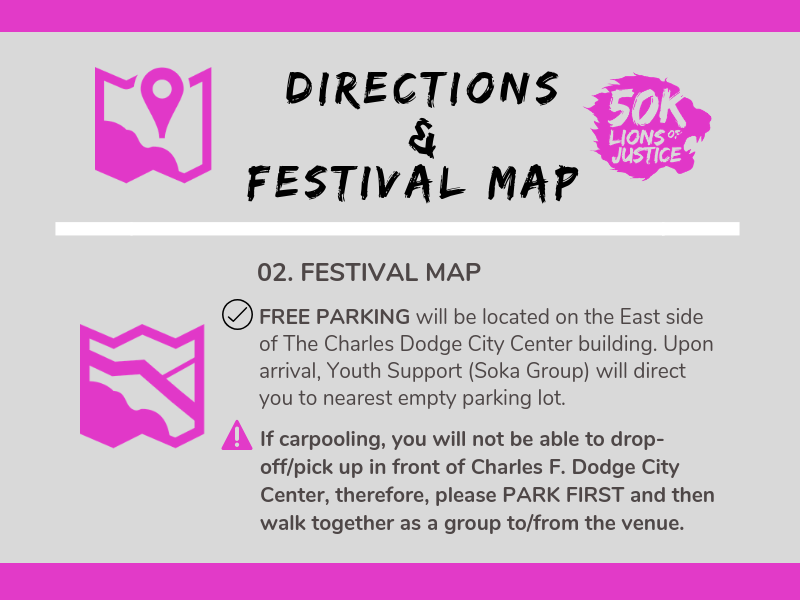 DIRECTIONS
&
FESTIVAL MAP
50K
LIONS OF
JUSTICE
02. FESTIVAL MAP
FREE PARKING will be located on the East side
of The Charles Dodge City Center building. Upon
arrival, Youth Support (Soka Group) will direct
you to nearest empty parking lot.
If carpooling, you will not be able to drop-
off/pick up in front of Charles F. Dodge City
Center, therefore, please PARK FIRST and then
walk together as a group to/from the venue.